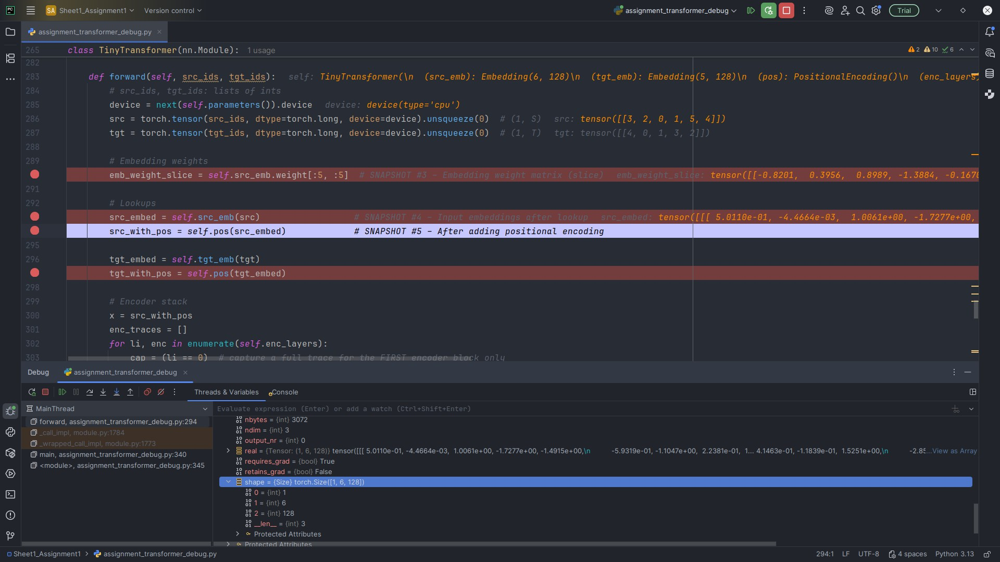 SA Sheet1_Assignment1 Version control assignment_transformer_debug Trial
assignment_transformer_debug.py
265 class TinyTransformer(nn.Module): 1 usage 2 10 6
282
283 def forward(self, src_ids, tgt_ids): self: TinyTransformer(\n (src_emb): Embedding(6, 128)\n (tgt_emb): Embedding(5, 128)\n (pos): PositionalEncoding()\n (enc_layers)
284 # src_ids, tgt_ids: lists of ints
285 device = next(self.parameters()).device device: device(type='cpu')
286 src = torch.tensor(src_ids, dtype=torch.long, device=device).unsqueeze(0) # (1, S) src: tensor([[3, 2, 0, 1, 5, 4]])
287 tgt = torch.tensor(tgt_ids, dtype=torch.long, device=device).unsqueeze(0) # (1, T) tgt: tensor([[4, 0, 1, 3, 2]])
288
289 # Embedding weights
emb_weight_slice = self.src_emb.weight[:5, :5] # SNAPSHOT #3 – Embedding weight matrix (slice) emb_weight_slice: tensor([[-0.8201, 0.3956, 0.8989, -1.3884, -0.1670
291
292 # Lookups
src_embed = self.src_emb(src) # SNAPSHOT #4 – Input embeddings after lookup src_embed: tensor([[[ 5.0110e-01, -4.4664e-03, 1.0061e+00, -1.7277e+00,
src_with_pos = self.pos(src_embed) # SNAPSHOT #5 – After adding positional encoding
295
296 tgt_embed = self.tgt_emb(tgt)
tgt_with_pos = self.pos(tgt_embed)
298
299 # Encoder stack
300 x = src_with_pos
301 enc_traces = []
302 for li, enc in enumerate(self.enc_layers):
303 cap = (li == 0) # capture a full trace for the FIRST encoder block only
Debug assignment_transformer_debug
Threads & Variables Console
MainThread
Evaluate expression (Enter) or add a watch (Ctrl+Shift+Enter)
forward, assignment_transformer_debug.py:294
_call_impl, module.py:1784
_wrapped_call_impl, module.py:1773
main, assignment_transformer_debug.py:340
<module>, assignment_transformer_debug.py:345
nbytes = {int} 3072
ndim = {int} 3
output_nr = {int} 0
real = {Tensor: (1, 6, 128)} tensor([[[ 5.0110e-01, -4.4664e-03, 1.0061e+00, -1.7277e+00, -1.4915e+00,\n -5.9319e-01, -1.1047e+00, 2.2381e-01, 1... 4.1463e-01, -1.1839e-01, 1.5251e+00,\n -2.85...View as Array
requires_grad = {bool} True
retains_grad = {bool} False
shape = {Size} torch.Size([1, 6, 128])
0 = {int} 1
1 = {int} 6
2 = {int} 128
__len__ = {int} 3
Protected Attributes
Protected Attributes
Sheet1_Assignment1 > assignment_transformer_debug.py 294:1 LF UTF-8 4 spaces Python 3.13